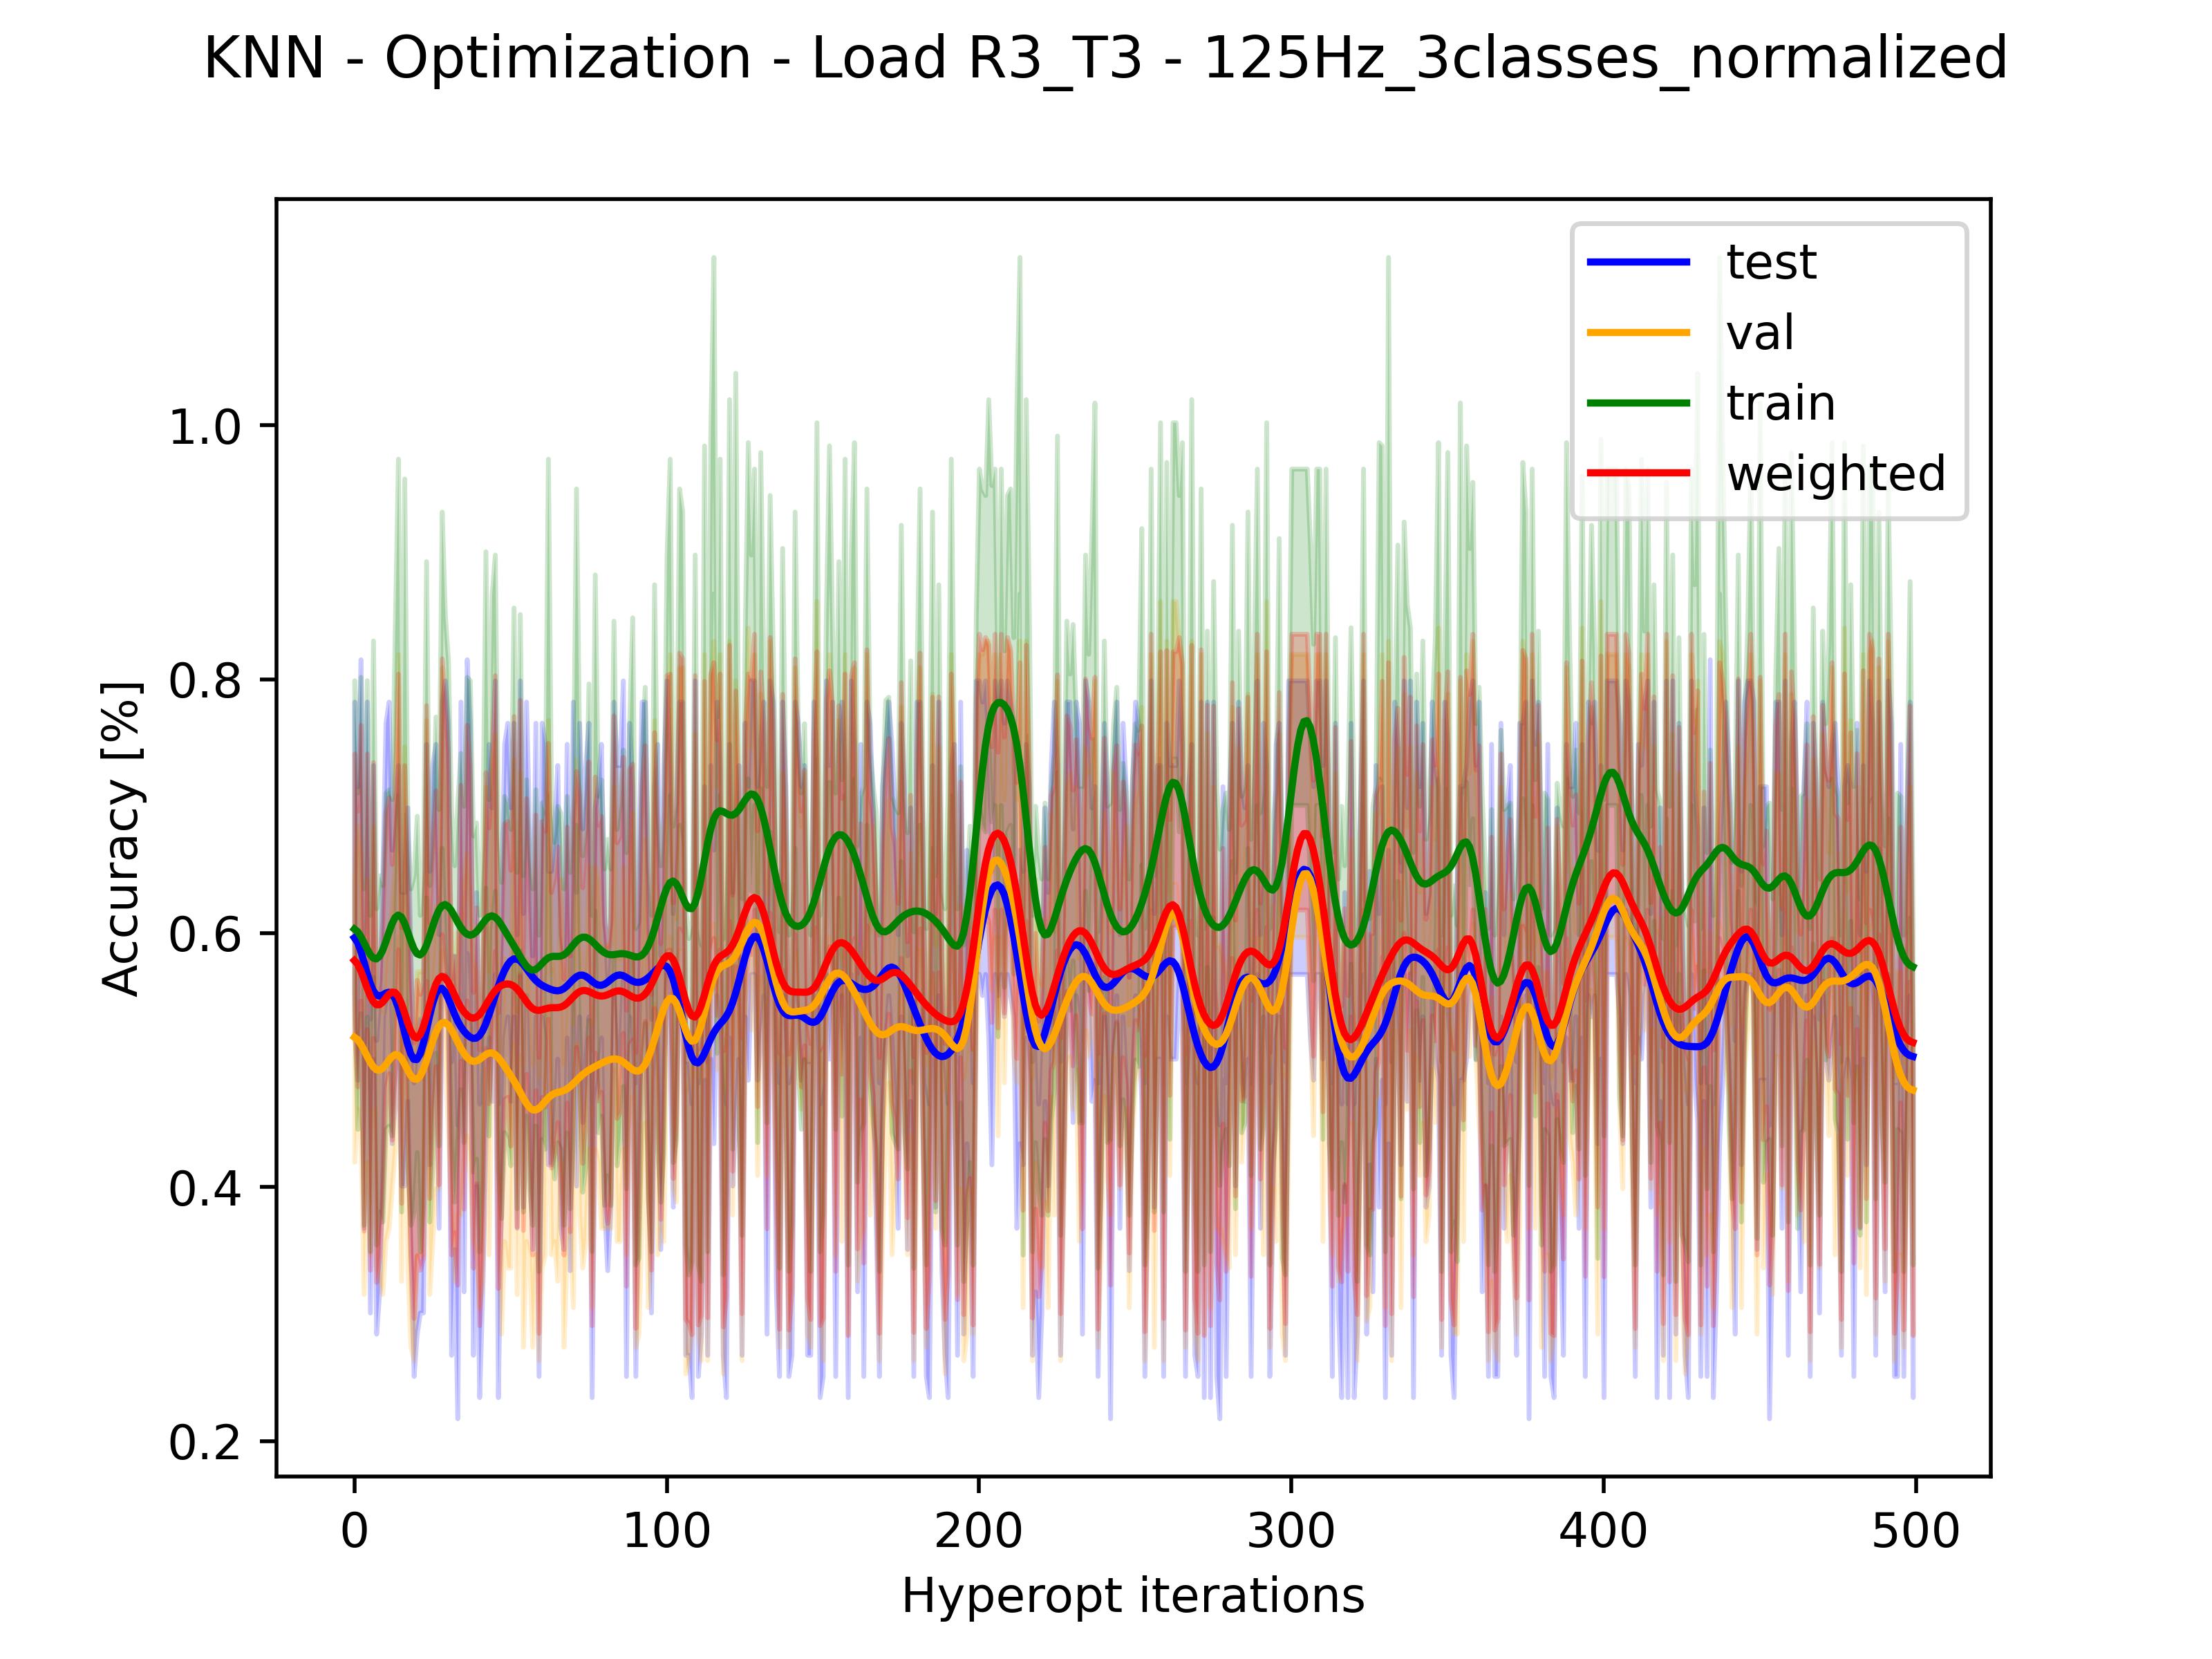 KNN - Optimization - Load R3_T3 - 125Hz_3classes_normalized
test
val
train
weighted
Accuracy [%]
1.0
0.8
0.6
0.4
0.2
0 100 200 300 400 500
Hyperopt iterations